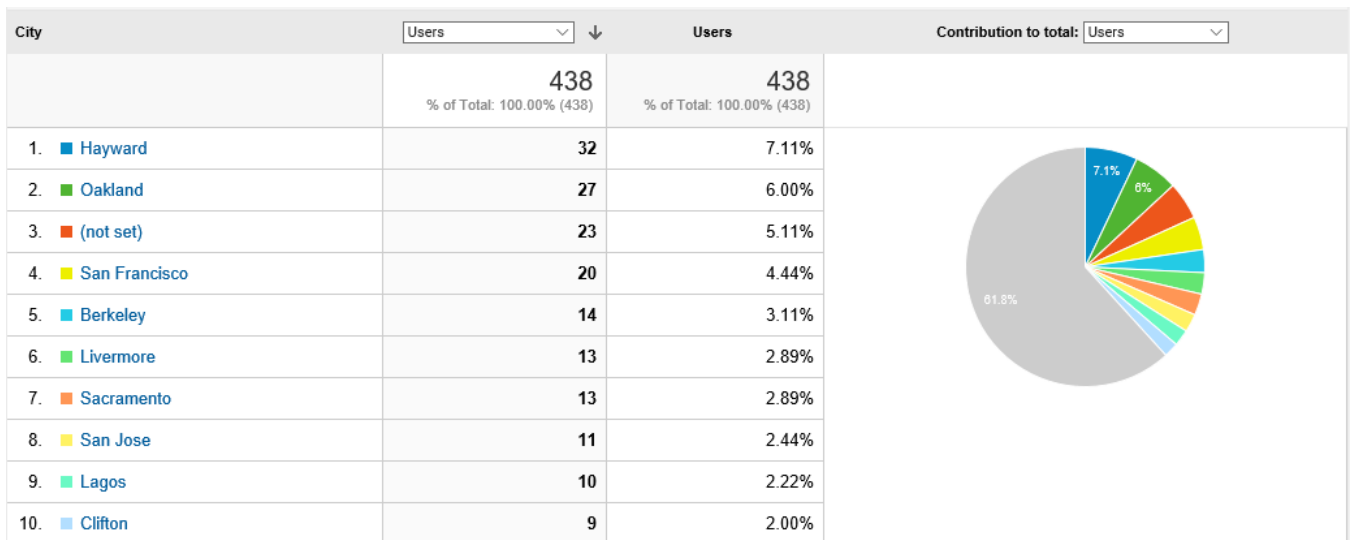 City Users Users Contribution to total: Users
438 438
% of Total: 100.00% (438) % of Total: 100.00% (438)
1. Hayward 32 7.11%
2. Oakland 27 6.00%
3. (not set) 23 5.11%
4. San Francisco 20 4.44%
5. Berkeley 14 3.11%
6. Livermore 13 2.89%
7. Sacramento 13 2.89%
8. San Jose 11 2.44%
9. Lagos 10 2.22%
10. Clifton 9 2.00%
7.1%
6%
61.8%